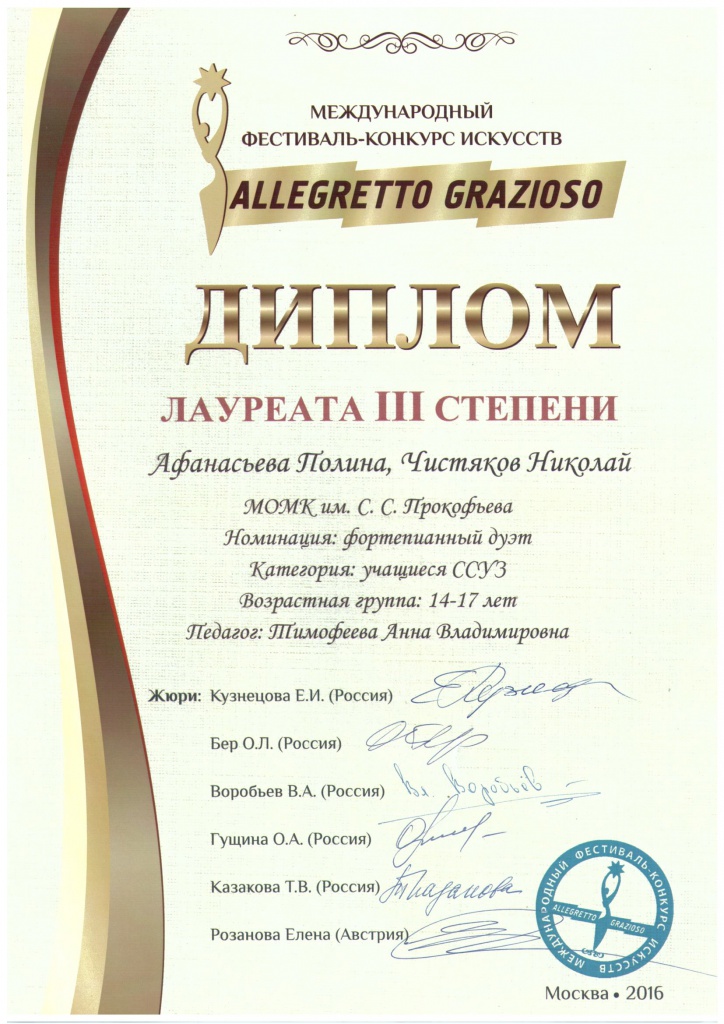 МЕЖДУНАРОДНЫЙ
ФЕСТИВАЛЬ-КОНКУРС ИСКУССТВ
ALLEGRETTO GRAZIOSO
ДИПЛОМ
ЛАУРЕАТА III СТЕПЕНИ
Афанасьева Полина, Чистяков Николай
МОМК им. С. С. Прокофьева
Номинация: фортепианный дуэт
Категория: учащиеся ССУЗ
Возрастная группа: 14-17 лет
Педагог: Тимофеева Анна Владимировна
Жюри: Кузнецова Е.И. (Россия)
Бер О.Л. (Россия)
Воробьев В.А. (Россия) Вл. Воробьёв
Гущина О.А. (Россия)
Казакова Т.В. (Россия)
Розанова Елена (Австрия)
МЕЖДУНАРОДНЫЙ ФЕСТИВАЛЬ-КОНКУРС ИСКУССТВ
ALLEGRETTO GRAZIOSO
Москва • 2016